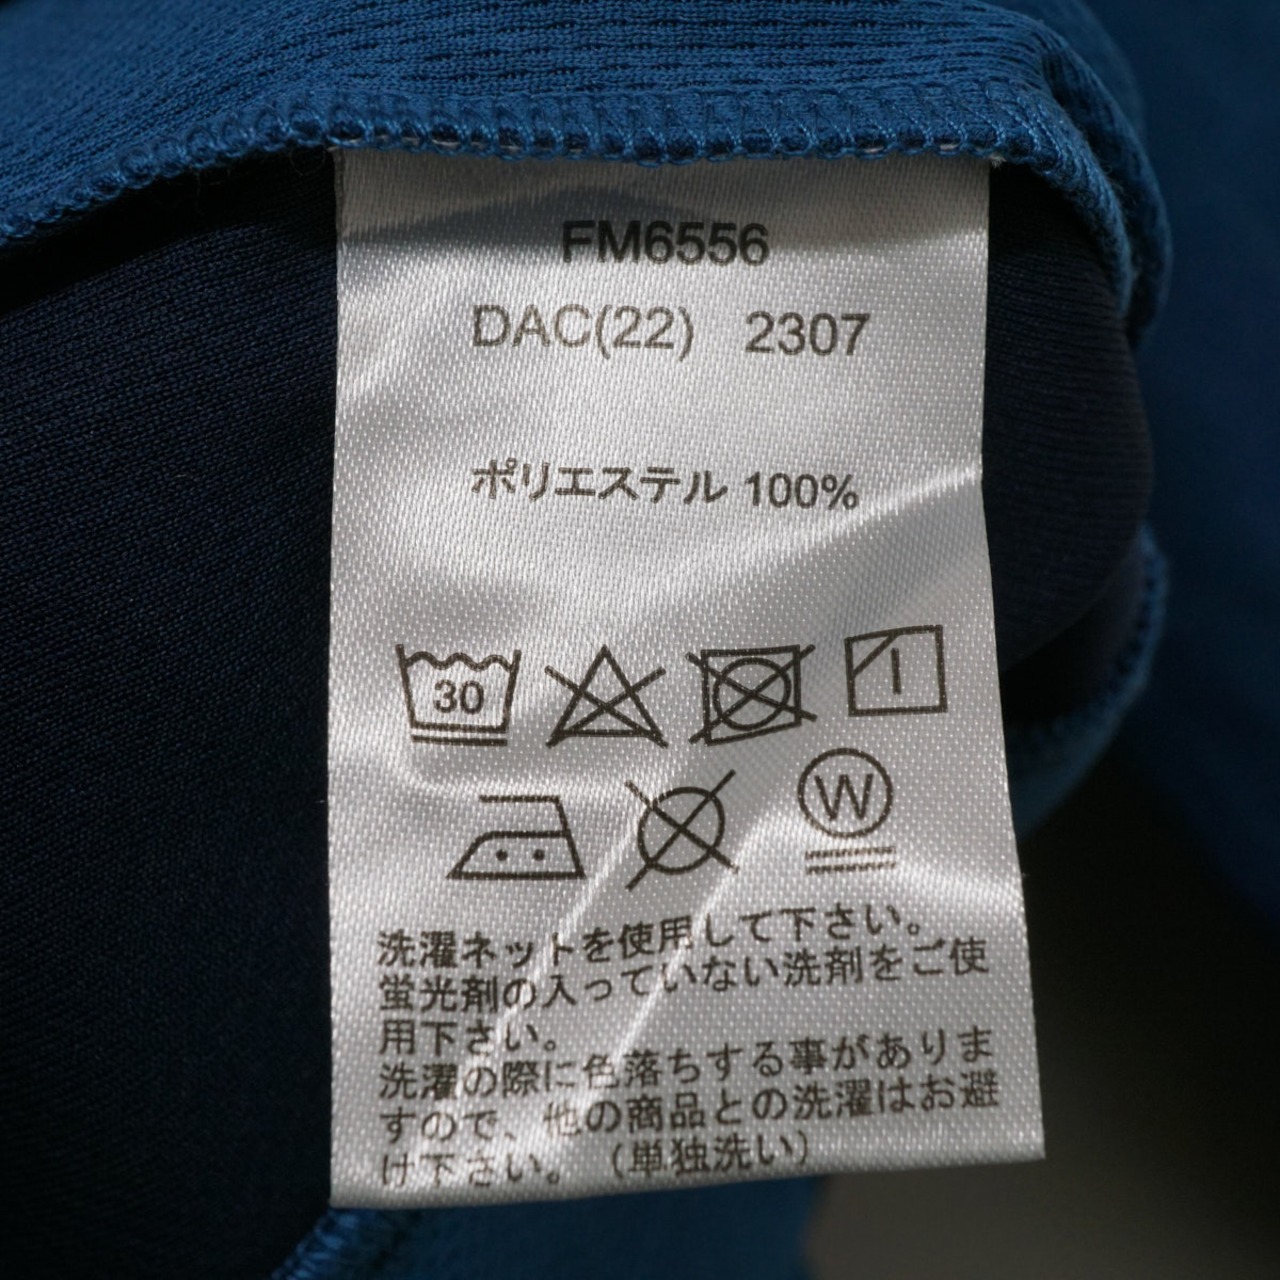 FM6556
DAC(22) 2307
ポリエステル 100%
30
W
洗濯ネットを使用して下さい。
蛍光剤の入っていない洗剤をご使
用下さい。
洗濯の際に色落ちする事がありま
すので、他の商品との洗濯はお避
け下さい。（単独洗い）